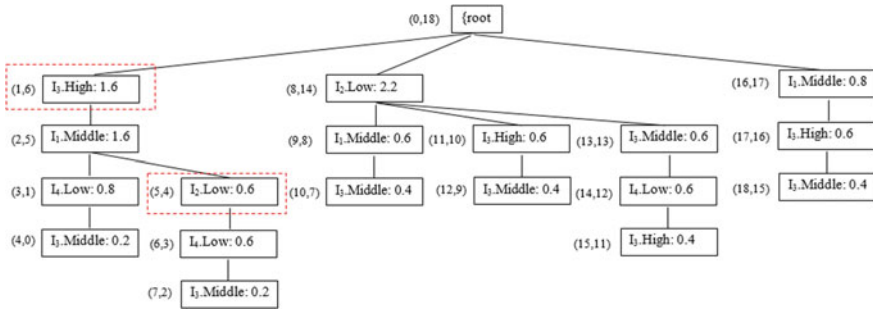 (0,18) {root
(1,6) I₃.High: 1.6 (8,14) I₂.Low: 2.2 (16,17) I₁.Middle: 0.8
(2,5) I₁.Middle: 1.6 (9,8) I₁.Middle: 0.6 (11,10) I₃.High: 0.6 (13,13) I₃.Middle: 0.6 (17,16) I₃.High: 0.6
(3,1) I₄.Low: 0.8 (5,4) I₂.Low: 0.6 (10,7) I₃.Middle: 0.4 (12,9) I₃.Middle: 0.4 (14,12) I₄.Low: 0.6 (18,15) I₃.Middle: 0.4
(4,0) I₃.Middle: 0.2 (6,3) I₄.Low: 0.6 (15,11) I₃.High: 0.4
(7,2) I₃.Middle: 0.2